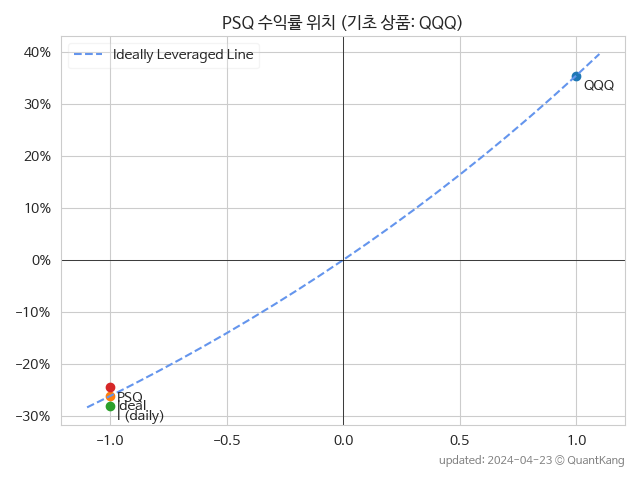 PSQ 수익률 위치 (기초 상품: QQQ)
Ideally Leveraged Line
40%
30%
20%
10%
0%
−10%
−20%
−30%
QQQ
PSQ
Ideal
(daily)
−1.0
−0.5
0.0
0.5
1.0
updated: 2024-04-23 © QuantKang